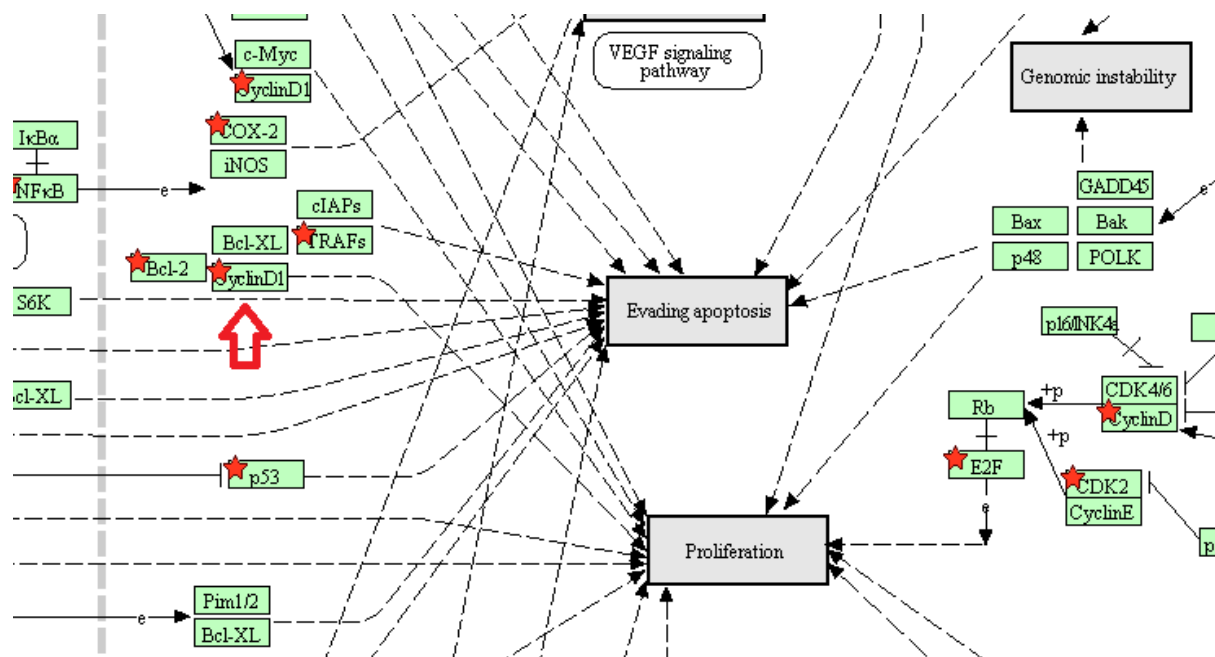 c-Myc
CyclinD1
COX-2
iNOS
IκBα
NFκB
e
cIAPs
TRAFs
Bcl-XL
Bcl-2
CyclinD1
S6K
Bcl-XL
p53
e
Pim1/2
Bcl-XL
VEGF signaling
pathway
Evading apoptosis
Proliferation
Genomic instability
GADD45
e
Bax
Bak
p48
POLK
p16/INK4a
CDK4/6
CyclinD
+p
Rb
+p
E2F
CDK2
CyclinE
e
p